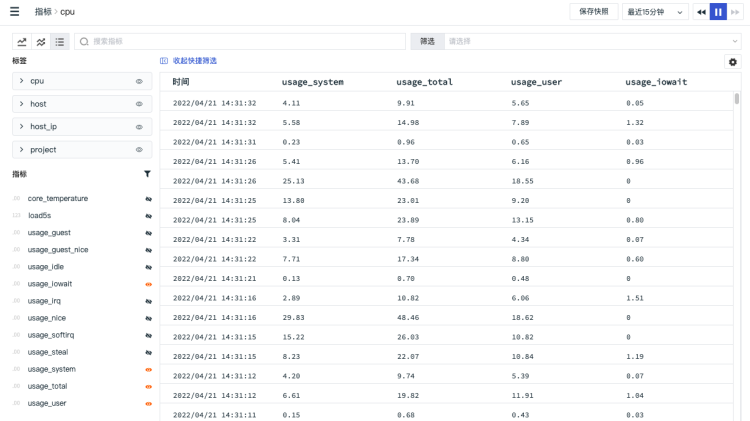 指标 > cpu
保存快照
最近15分钟
搜索指标
筛选 请选择
标签
收起快捷筛选
cpu
host
host_ip
project
指标
core_temperature
load5s
usage_guest
usage_guest_nice
usage_idle
usage_iowait
usage_irq
usage_nice
usage_softirq
usage_steal
usage_system
usage_total
usage_user
时间 usage_system usage_total usage_user usage_iowait
2022/04/21 14:31:32 4.11 9.91 5.65 0.05
2022/04/21 14:31:32 5.58 14.98 7.89 1.32
2022/04/21 14:31:31 0.23 0.96 0.65 0.03
2022/04/21 14:31:26 5.41 13.70 6.16 0.96
2022/04/21 14:31:26 25.13 43.68 18.55 0
2022/04/21 14:31:25 13.80 23.01 9.20 0
2022/04/21 14:31:25 8.04 23.89 13.15 0.80
2022/04/21 14:31:22 3.31 7.78 4.34 0.07
2022/04/21 14:31:22 7.71 17.34 8.80 0.60
2022/04/21 14:31:21 0.13 0.70 0.48 0
2022/04/21 14:31:16 2.89 10.82 6.06 1.51
2022/04/21 14:31:16 29.83 48.46 18.62 0
2022/04/21 14:31:15 15.22 26.03 10.82 0
2022/04/21 14:31:15 8.23 22.07 10.84 1.19
2022/04/21 14:31:12 4.20 9.74 5.39 0.07
2022/04/21 14:31:12 6.61 19.82 11.91 1.04
2022/04/21 14:31:11 0.15 0.68 0.43 0.03